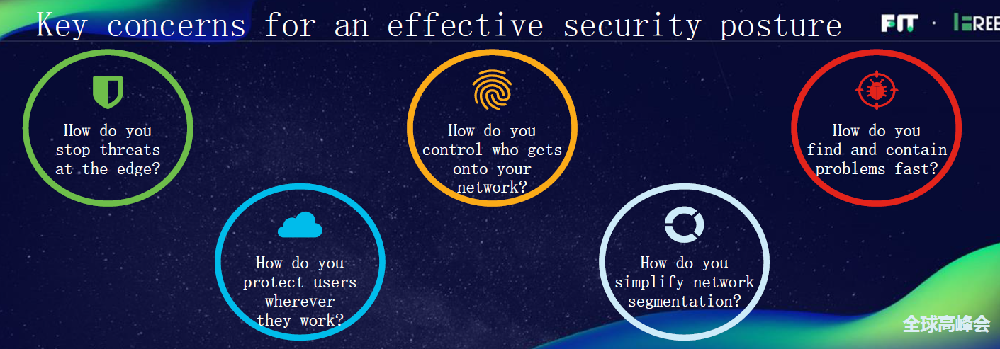 Key concerns for an effective security posture
FIT · FREE
How do you
stop threats
at the edge?
How do you
protect users
wherever
they work?
How do you
control who gets
onto your
network?
How do you
simplify network
segmentation?
How do you
find and contain
problems fast?
全球高峰会